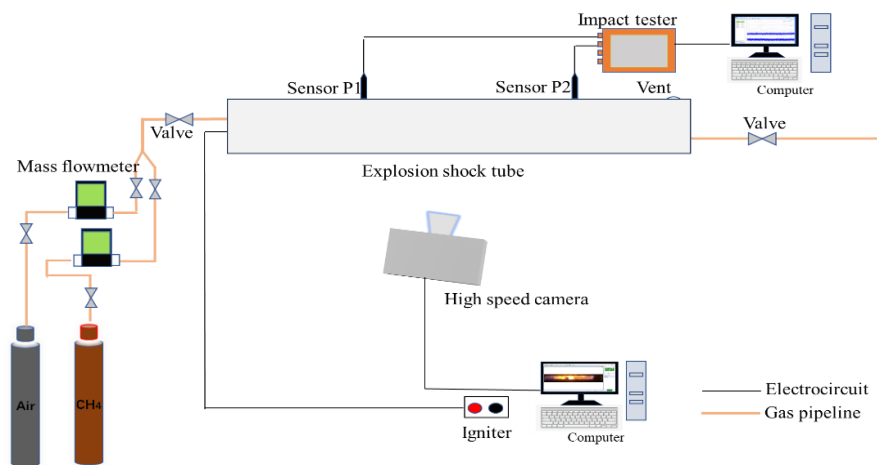 Impact tester
Sensor P1
Sensor P2
Vent
Computer
Valve
Valve
Mass flowmeter
Explosion shock tube
High speed camera
Air
CH4
Igniter
Computer
Electrocircuit
Gas pipeline